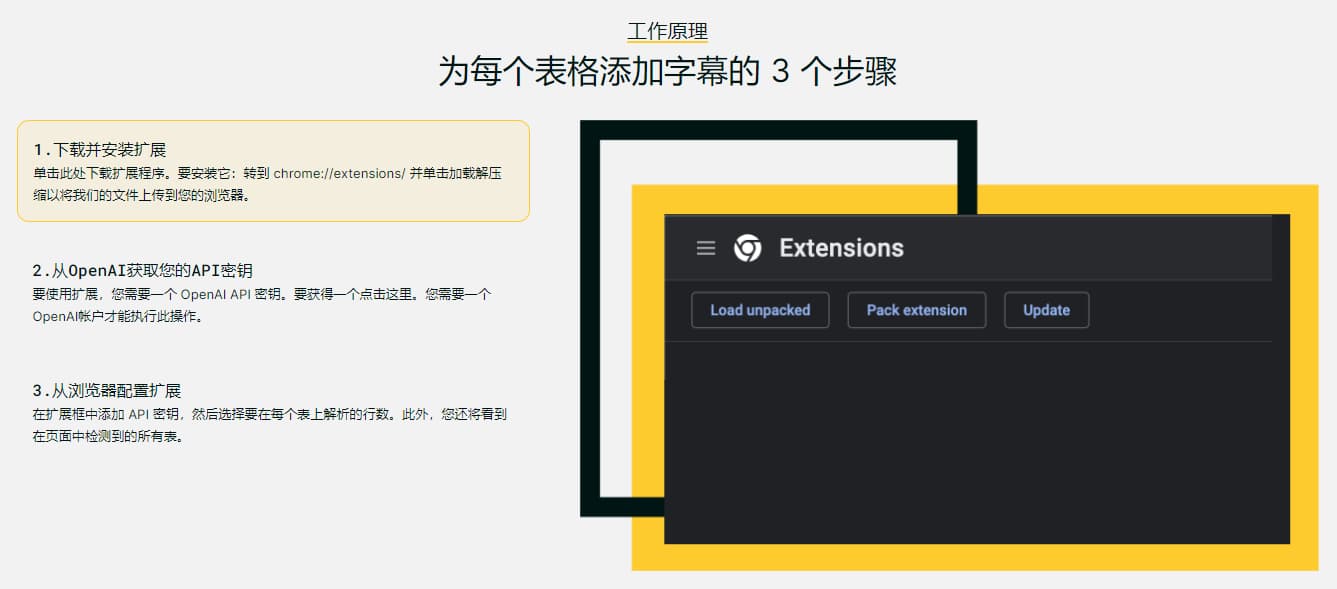 工作原理
为每个表格添加字幕的 3 个步骤
1.下载并安装扩展
单击此处下载扩展程序。要安装它：转到 chrome://extensions/ 并单击加载解压
缩以将我们的文件上传到您的浏览器。
2.从OpenAI获取您的API密钥
要使用扩展，您需要一个 OpenAI API 密钥。要获得一个点击这里。您需要一个
OpenAI帐户才能执行此操作。
3.从浏览器配置扩展
在扩展框中添加 API 密钥，然后选择要在每个表上解析的行数。此外，您还将看到
在页面中检测到的所有表。
Extensions
Load unpacked Pack extension Update